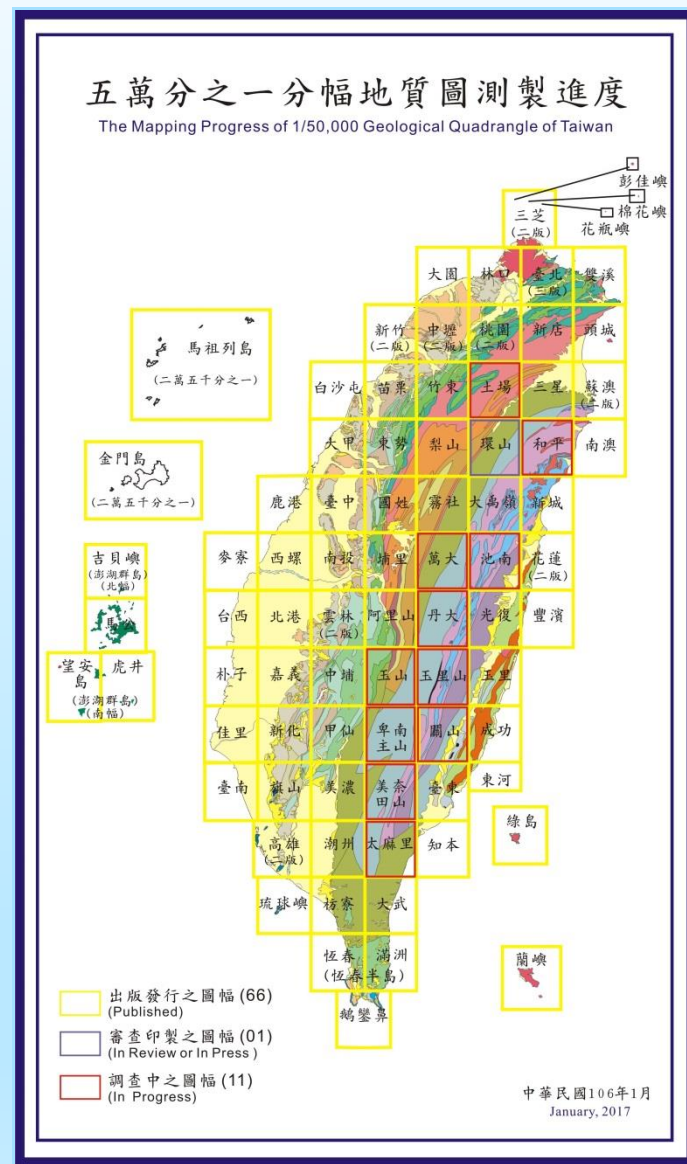 五萬分之一分幅地質圖測製進度
The Mapping Progress of 1/50,000 Geological Quadrangle of Taiwan
彭佳嶼
棉花嶼
花瓶嶼
三芝
(二版)
大園 林口 臺北 雙溪
(三版)
新竹 中壢 桃園 新店 頭城
(二版) (二版) (二版)
馬祖列島
(二萬五千分之一)
白沙屯 苗栗 竹東 土場 三星 蘇澳
(二版)
大甲 東勢 梨山 環山 和平 南澳
金門島
(二萬五千分之一)
鹿港 臺中 國姓 霧社 大禹嶺 新城
吉貝嶼
(澎湖群島)
(北幅)
麥寮 西螺 南投 埔里 萬大 池南 花蓮
(二版)
馬公
台西 北港 雲林 阿里山 丹大 光復 豐濱
(二版)
望安島 虎井
(澎湖群島)
(南幅)
朴子 嘉義 中埔 玉山 玉里山 玉里
佳里 新化 甲仙 卑南主山 關山 成功
臺南 旗山 美濃 美奈田山 臺東 東河
綠島
高雄 潮州 太麻里 知本
(二版)
琉球嶼 枋寮 大武
恆春 滿洲
(恆春半島)
蘭嶼
鵝鑾鼻
出版發行之圖幅 (66)
(Published)
審查印製之圖幅 (01)
(In Review or In Press )
調查中之圖幅 (11)
(In Progress)
中華民國106年1月
January, 2017